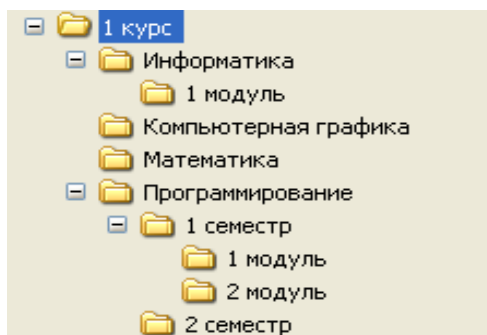 1 курс
Информатика
1 модуль
Компьютерная графика
Математика
Программирование
1 семестр
1 модуль
2 модуль
2 семестр